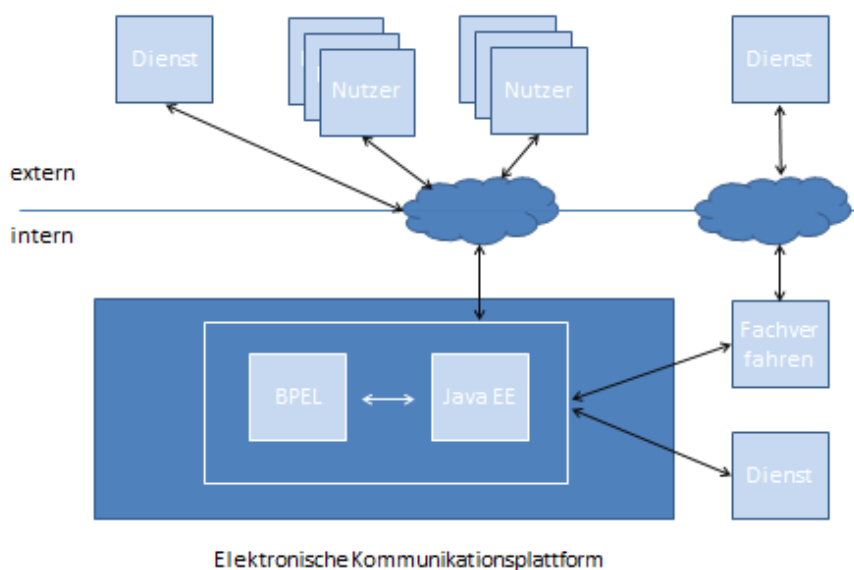 Dienst
Nutzer
Nutzer
Dienst
extern
intern
BPEL
Java EE
Fachver
fahren
Dienst
Elektronische Kommunikationsplattform